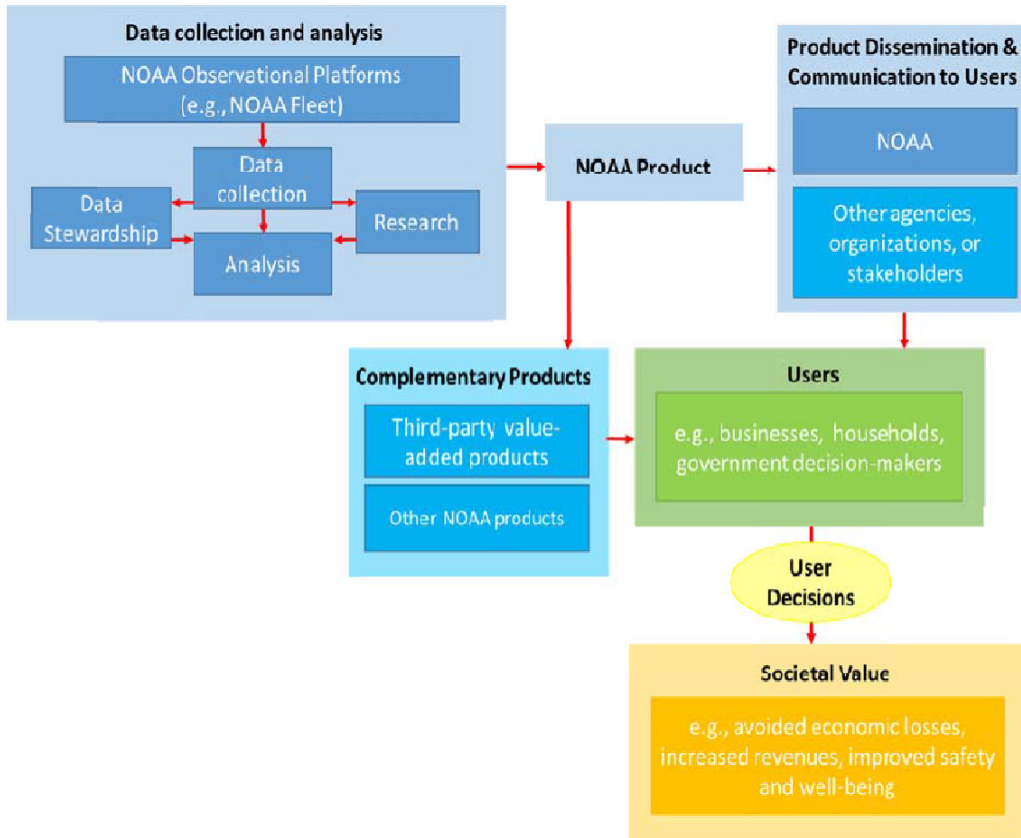 Data collection and analysis
NOAA Observational Platforms
(e.g., NOAA Fleet)
Data
collection
Data
Stewardship
Research
Analysis
NOAA Product
Product Dissemination &
Communication to Users
NOAA
Other agencies,
organizations, or
stakeholders
Complementary Products
Third-party value-
added products
Other NOAA products
Users
e.g., businesses, households,
government decision-makers
User
Decisions
Societal Value
e.g., avoided economic losses,
increased revenues, improved safety
and well-being